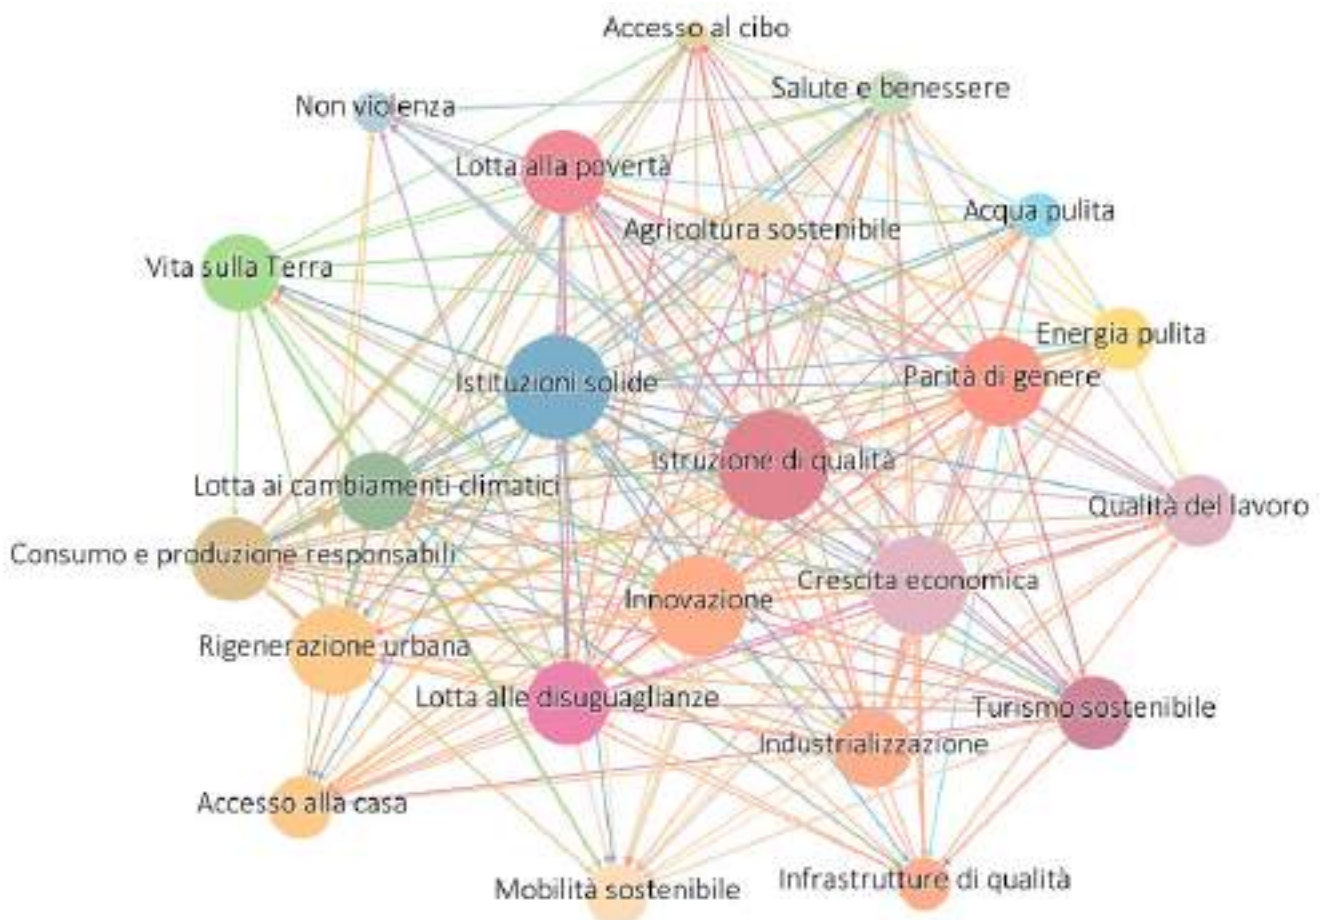 Accesso al cibo
Salute e benessere
Non violenza
Lotta alla povertà
Acqua pulita
Agricoltura sostenibile
Vita sulla Terra
Energia pulita
Parità di genere
Istituzioni solide
Istruzione di qualità
Lotta ai cambiamenti climatici
Qualità del lavoro
Consumo e produzione responsabili
Crescita economica
Innovazione
Rigenerazione urbana
Lotta alle disuguaglianze
Turismo sostenibile
Industrializzazione
Accesso alla casa
Infrastrutture di qualità
Mobilità sostenibile